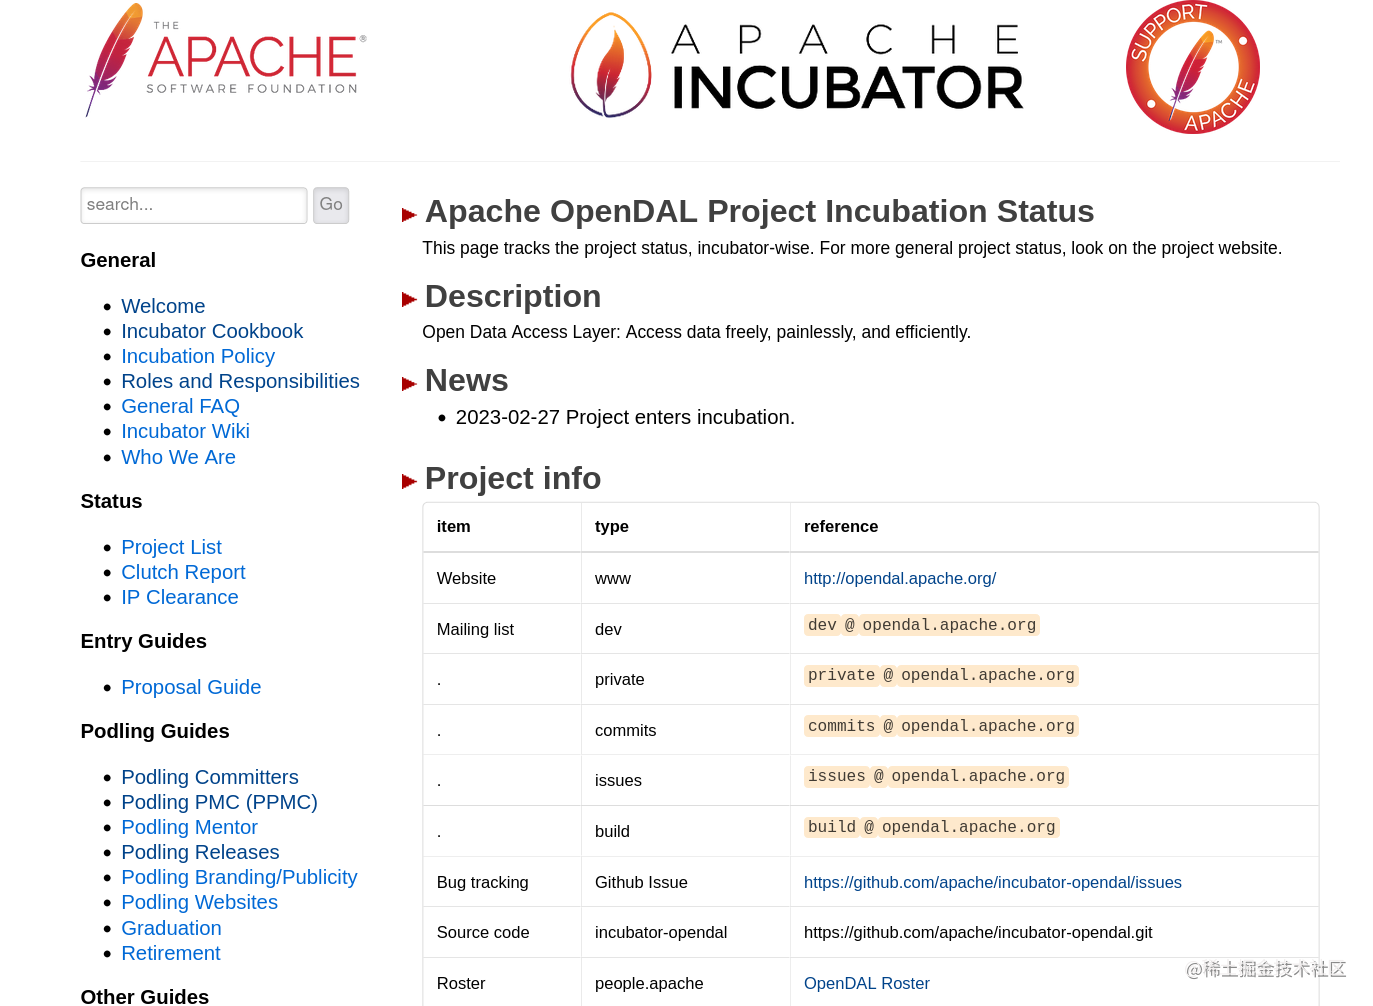 THE
APACHE®
SOFTWARE FOUNDATION
APACHE
INCUBATOR
SUPPORT
APACHE
TM
search...
Go
General
Welcome
Incubator Cookbook
Incubation Policy
Roles and Responsibilities
General FAQ
Incubator Wiki
Who We Are
Status
Project List
Clutch Report
IP Clearance
Entry Guides
Proposal Guide
Podling Guides
Podling Committers
Podling PMC (PPMC)
Podling Mentor
Podling Releases
Podling Branding/Publicity
Podling Websites
Graduation
Retirement
Other Guides
Apache OpenDAL Project Incubation Status
This page tracks the project status, incubator-wise. For more general project status, look on the project website.
Description
Open Data Access Layer: Access data freely, painlessly, and efficiently.
News
2023-02-27 Project enters incubation.
Project info
item type reference
Website www http://opendal.apache.org/
Mailing list dev dev @ opendal.apache.org
. private private @ opendal.apache.org
. commits commits @ opendal.apache.org
. issues issues @ opendal.apache.org
. build build @ opendal.apache.org
Bug tracking Github Issue https://github.com/apache/incubator-opendal/issues
Source code incubator-opendal https://github.com/apache/incubator-opendal.git
Roster people.apache OpenDAL Roster
@稀土掘金技术社区